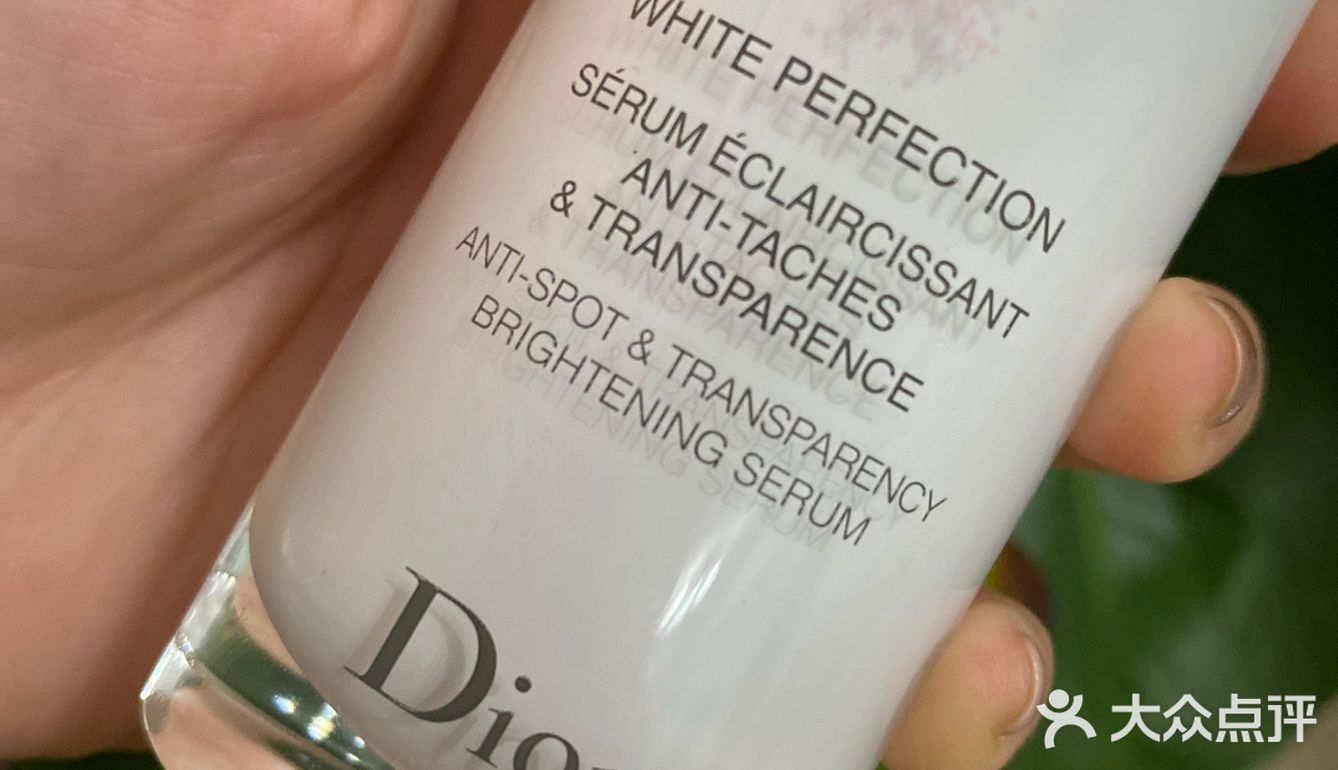 WHITE PERFECTION
SÉRUM ÉCLAIRCISSANT
ANTI-TACHES
& TRANSPARENCE
ANTI-SPOT & TRANSPARENCY
BRIGHTENING SERUM
Dior
大众点评